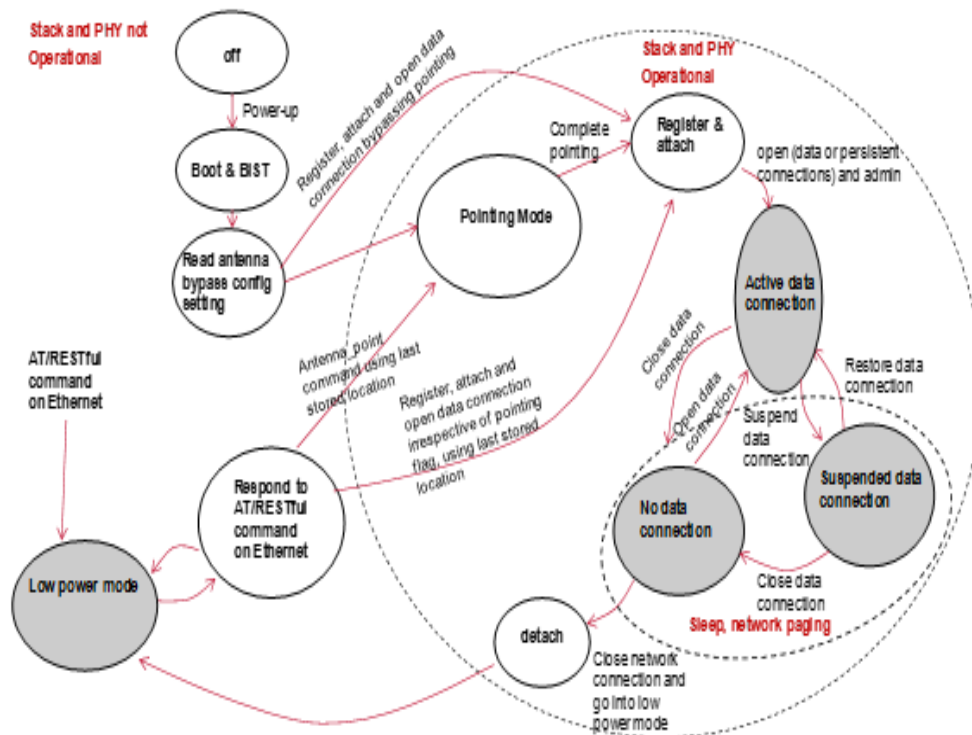 Stack and PHY not
Operational
off
Power-up
Boot & BIST
Read antenna
bypass config
setting
Register, attach and open data
connection bypassing pointing
Stack and PHY
Operational
Register &
attach
Complete
pointing
Pointing Mode
open (data or persistent
connections) and admin
Active data
connection
AT/RESTful
command
on Ethernet
Antenna_point
command using last
stored location
Register, attach and
open data connection
irrespective of pointing
flag, using last stored
location
Close data
connection
Open data
connection
Suspend
data
connection
Restore data
connection
Respond to
AT/RESTful
command
on Ethernet
No data
connection
Suspended data
connection
Low power mode
Close data
connection
Sleep, network paging
detach
Close network
connection and
go into low
power mode